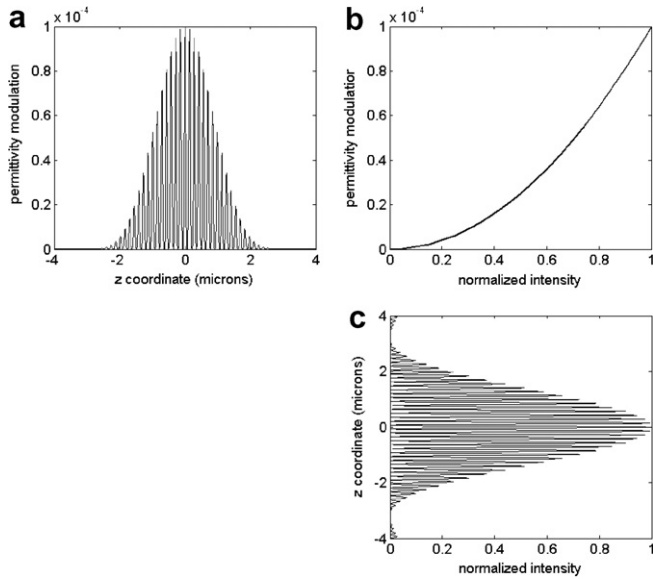 a
x 10⁻⁴
1
0.8
0.6
0.4
0.2
0
-4 -2 0 2 4
z coordinate (microns)
permittivity modulation
b
x 10⁻⁴
1
0.8
0.6
0.4
0.2
0
0 0.2 0.4 0.6 0.8 1
normalized intensity
permittivity modulatior
c
4
2
0
-2
-4
0 0.2 0.4 0.6 0.8 1
normalized intensity
z coordinate (microns)